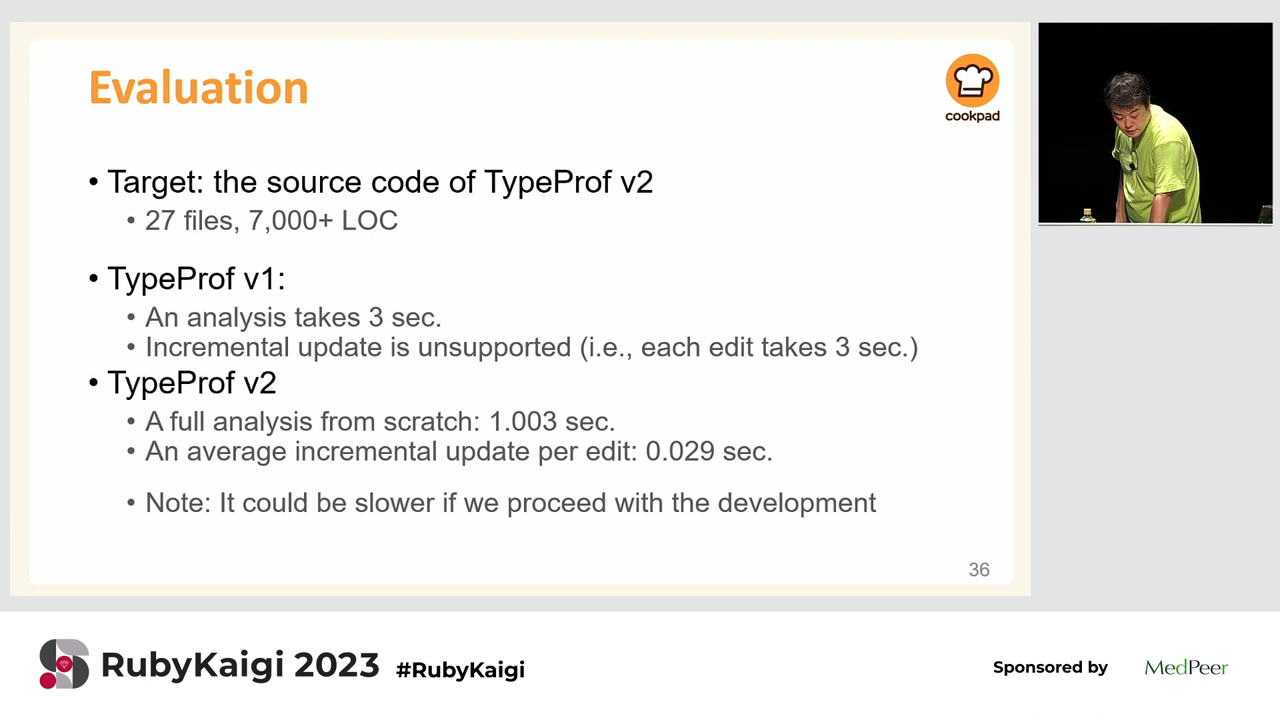 Evaluation
cookpad
• Target: the source code of TypeProf v2
• 27 files, 7,000+ LOC
• TypeProf v1:
• An analysis takes 3 sec.
• Incremental update is unsupported (i.e., each edit takes 3 sec.)
• TypeProf v2
• A full analysis from scratch: 1.003 sec.
• An average incremental update per edit: 0.029 sec.
• Note: It could be slower if we proceed with the development
36
RubyKaigi 2023 #RubyKaigi
Sponsored by MedPeer